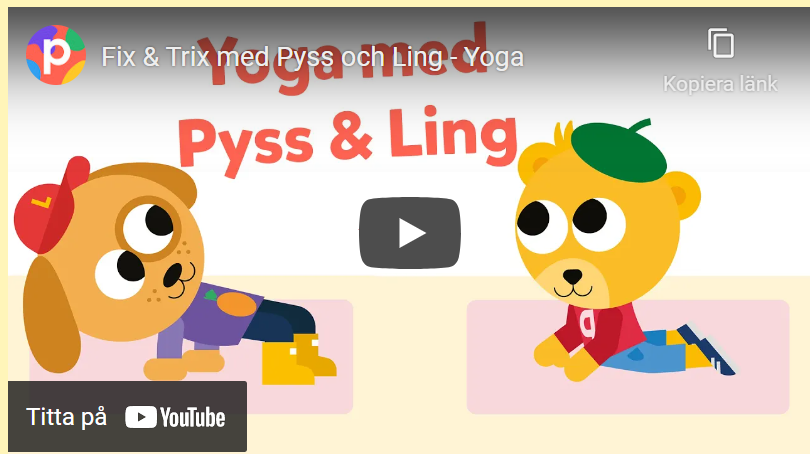 p
Fix & Trix med Pyss och Ling - Yoga
Kopiera länk
Yoga med
Pyss & Ling
L
Titta på YouTube